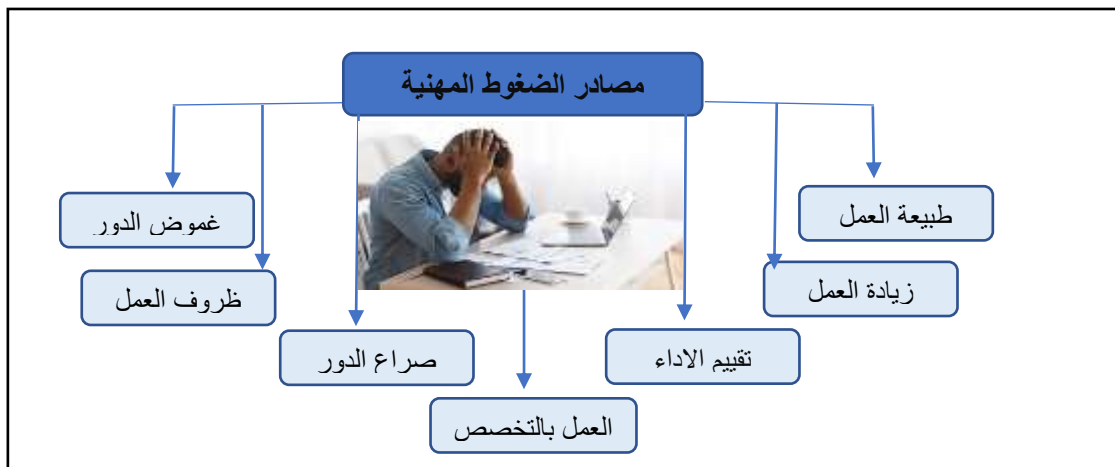 مصادر الضغوط المهنية
طبيعة العمل
زيادة العمل
تقييم الاداء
العمل بالتخصص
صراع الدور
ظروف العمل
غموض الدور